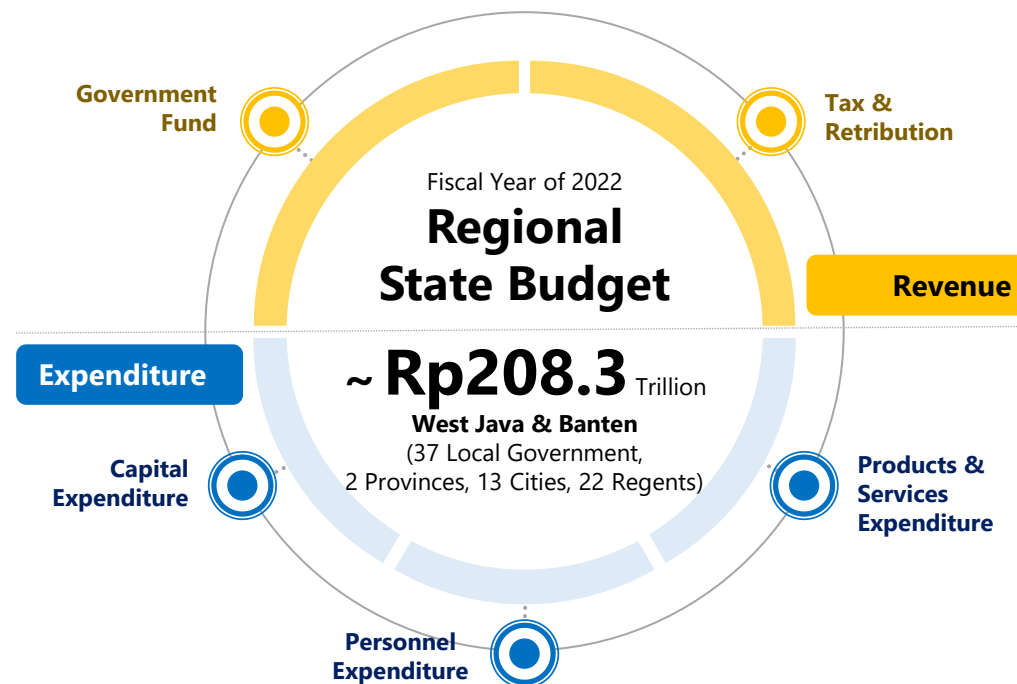 Government
Fund
Tax &
Retribution
Fiscal Year of 2022
Regional
State Budget
Revenue
Expenditure
~ Rp208.3 Trillion
West Java & Banten
(37 Local Government,
2 Provinces, 13 Cities, 22 Regents)
Capital
Expenditure
Products &
Services
Expenditure
Personnel
Expenditure